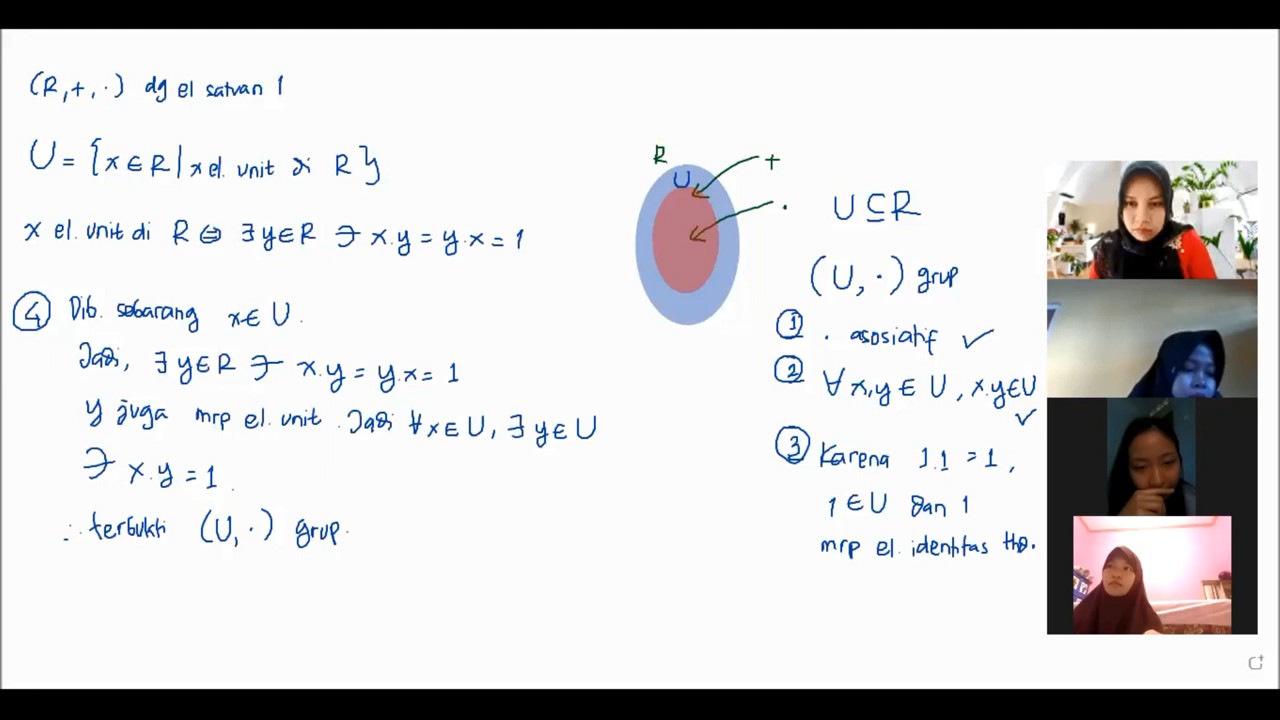 (R, +, ·) dg el satuan 1
U = {x ∈ R | x el. unit di R}
x el. unit di R ⇔ ∃ y ∈ R ∋ x.y = y.x = 1
④ Dib. sebarang x ∈ U.
Jadi, ∃ y ∈ R ∋ x.y = y.x = 1
y juga mrp el. unit. Jadi ∀ x ∈ U, ∃ y ∈ U
∋ x.y = 1.
∴ terbukti (U, ·) grup.
R
U
+
·
U ⊆ R
(U, ·) grup
① · asosiatif ✓
② ∀ x,y ∈ U, x.y ∈ U
✓
③ Karena 1.1 = 1,
1 ∈ U dan 1
mrp el. identitas thd.